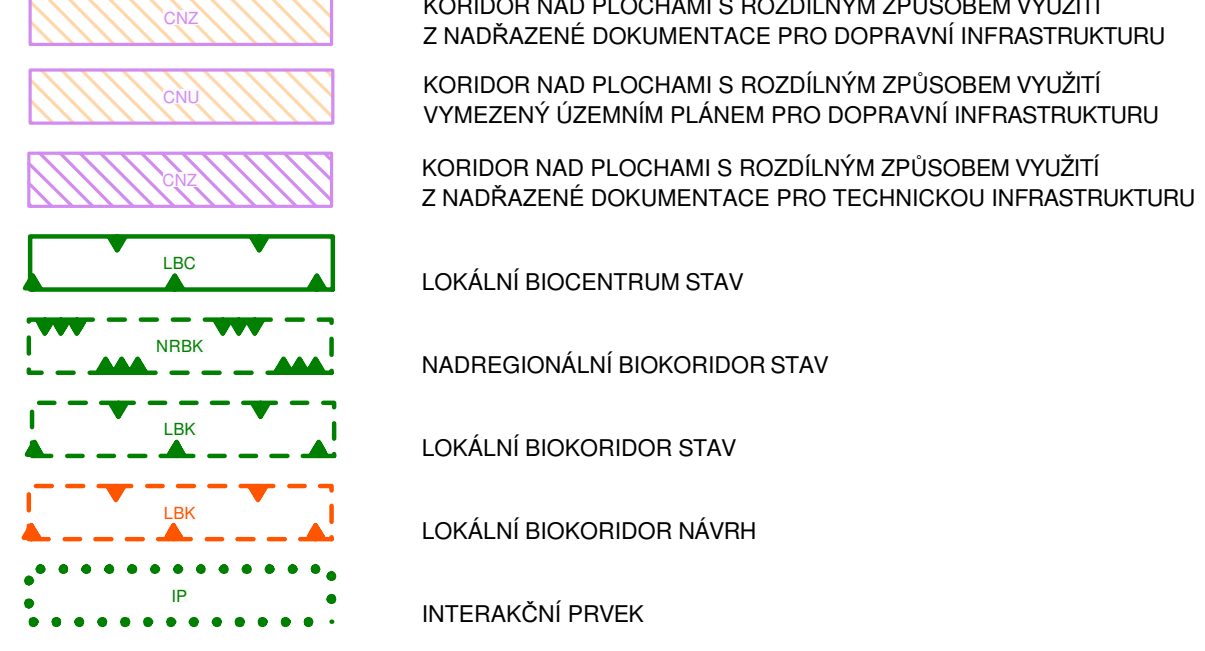 CNZ
KORIDOR NAD PLOCHAMI S ROZDÍLNÝM ZPŮSOBEM VYUŽITÍ
Z NADŘAZENÉ DOKUMENTACE PRO DOPRAVNÍ INFRASTRUKTURU
CNU
KORIDOR NAD PLOCHAMI S ROZDÍLNÝM ZPŮSOBEM VYUŽITÍ
VYMEZENÝ ÚZEMNÍM PLÁNEM PRO DOPRAVNÍ INFRASTRUKTURU
CNZ
KORIDOR NAD PLOCHAMI S ROZDÍLNÝM ZPŮSOBEM VYUŽITÍ
Z NADŘAZENÉ DOKUMENTACE PRO TECHNICKOU INFRASTRUKTURU
LBC
LOKÁLNÍ BIOCENTRUM STAV
NRBK
NADREGIONÁLNÍ BIOKORIDOR STAV
LBK
LOKÁLNÍ BIOKORIDOR STAV
LBK
LOKÁLNÍ BIOKORIDOR NÁVRH
IP
INTERAKČNÍ PRVEK